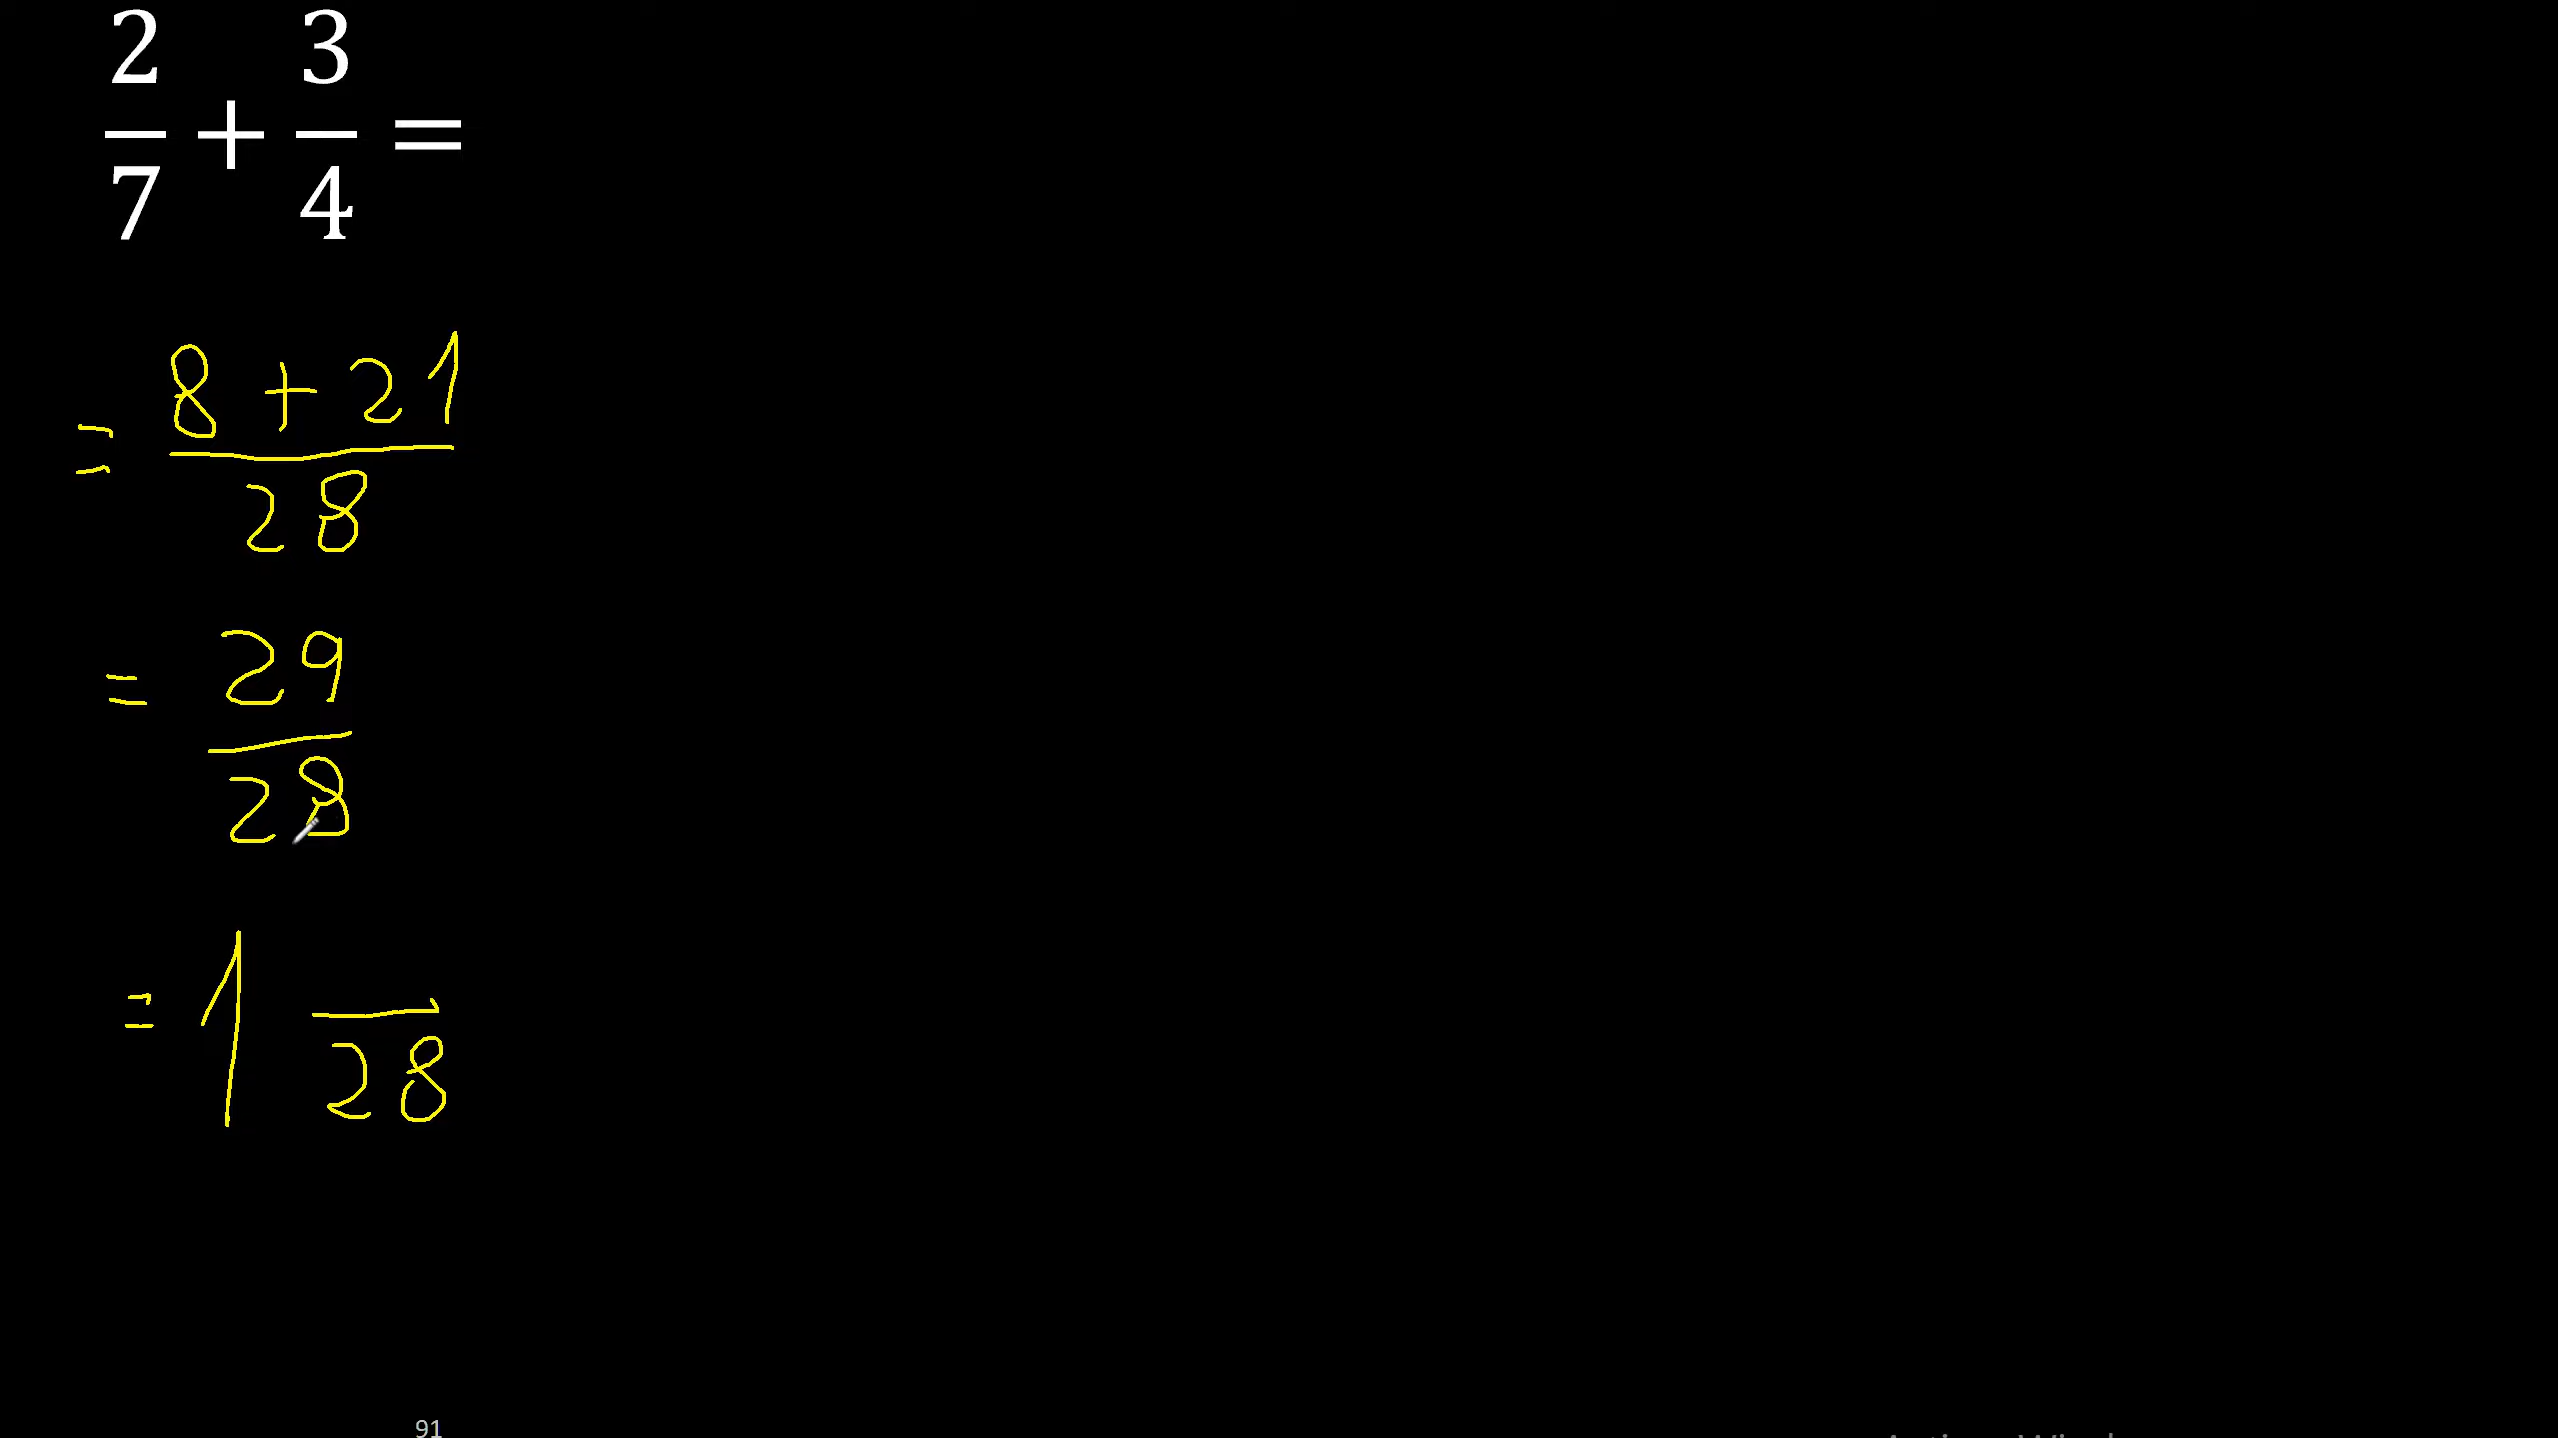 2/7 + 3/4 =
= 8 + 21 / 28
= 29 / 28
= 1 /28
91